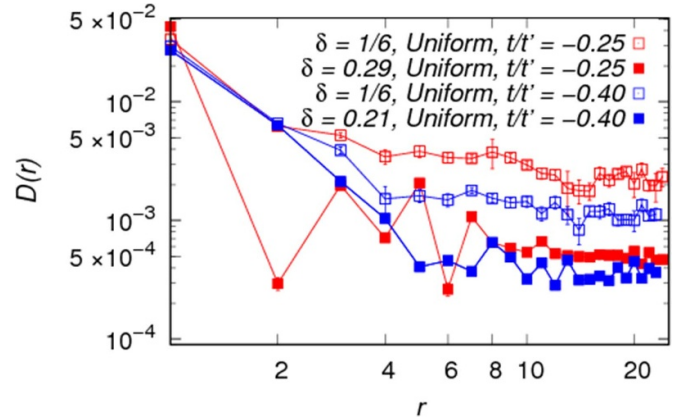 5 ×10⁻²
δ = 1/6, Uniform, t/t’ = −0.25
δ = 0.29, Uniform, t/t’ = −0.25
10⁻²
δ = 1/6, Uniform, t/t’ = −0.40
5 ×10⁻³
δ = 0.21, Uniform, t/t’ = −0.40
D(r)
10⁻³
5 ×10⁻⁴
10⁻⁴
2 4 6 8 10 20
r